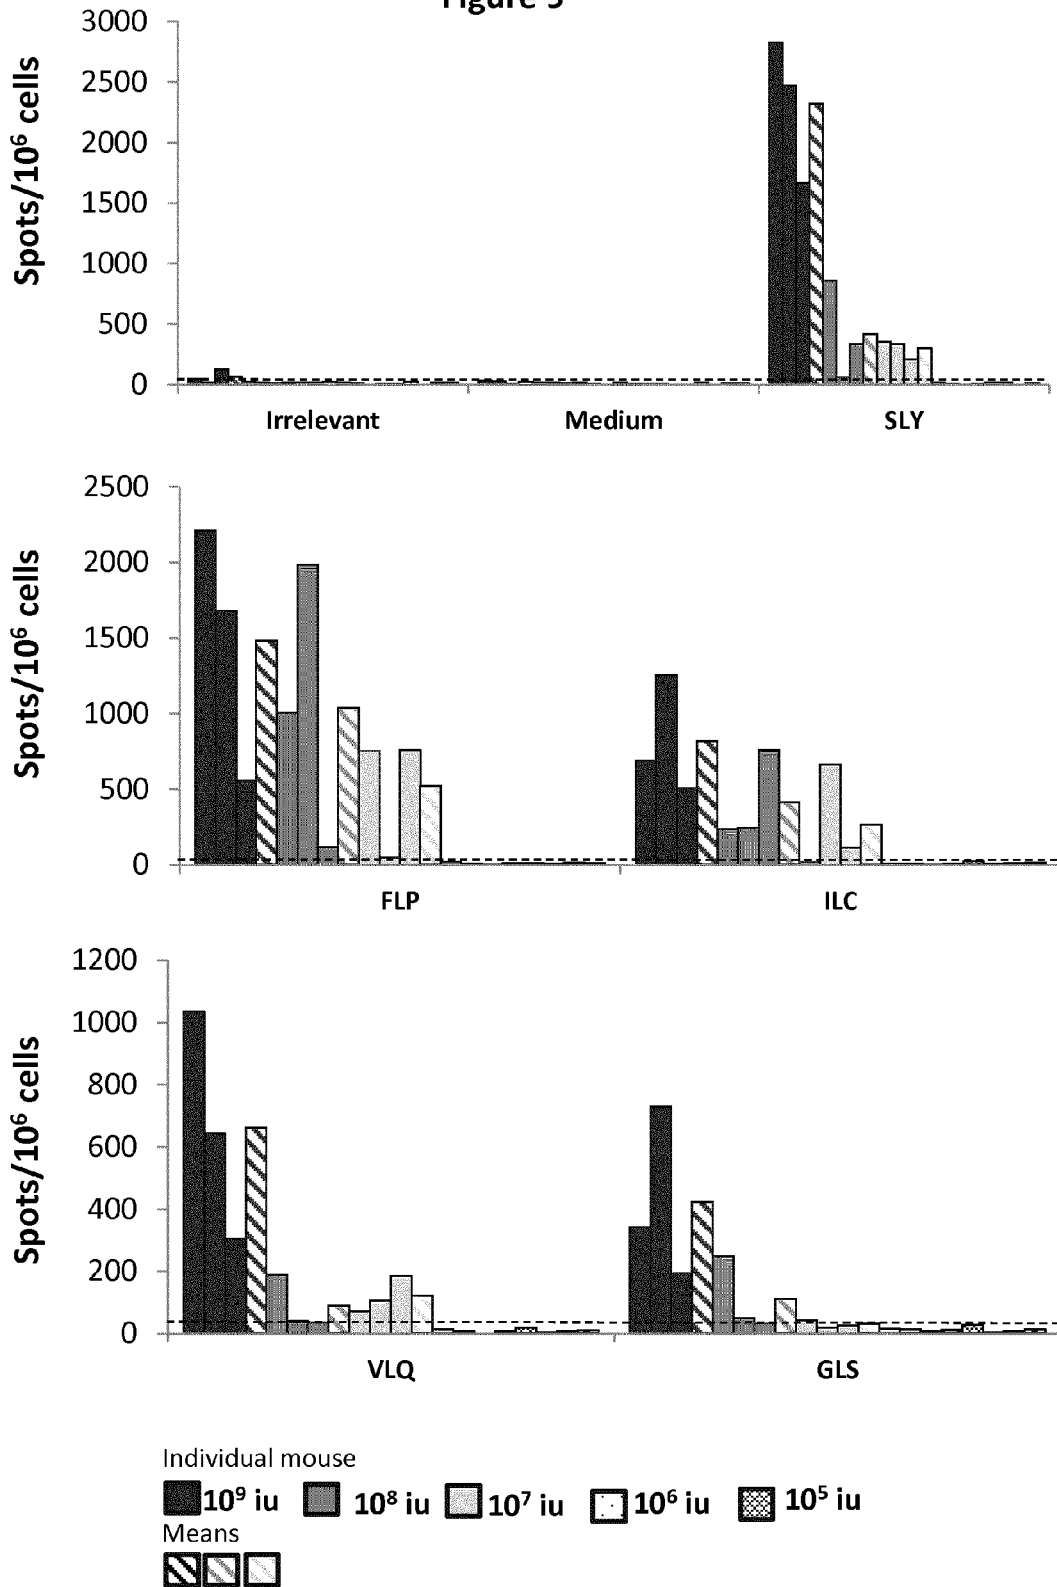 3000
2500
2000
1500
1000
500
0
Spots/10⁶ cells
Irrelevant Medium SLY
2500
2000
1500
1000
500
0
Spots/10⁶ cells
FLP ILC
1200
1000
800
600
400
200
0
Spots/10⁶ cells
VLQ GLS
Individual mouse
10⁹ iu 10⁸ iu 10⁷ iu 10⁶ iu 10⁵ iu
Means